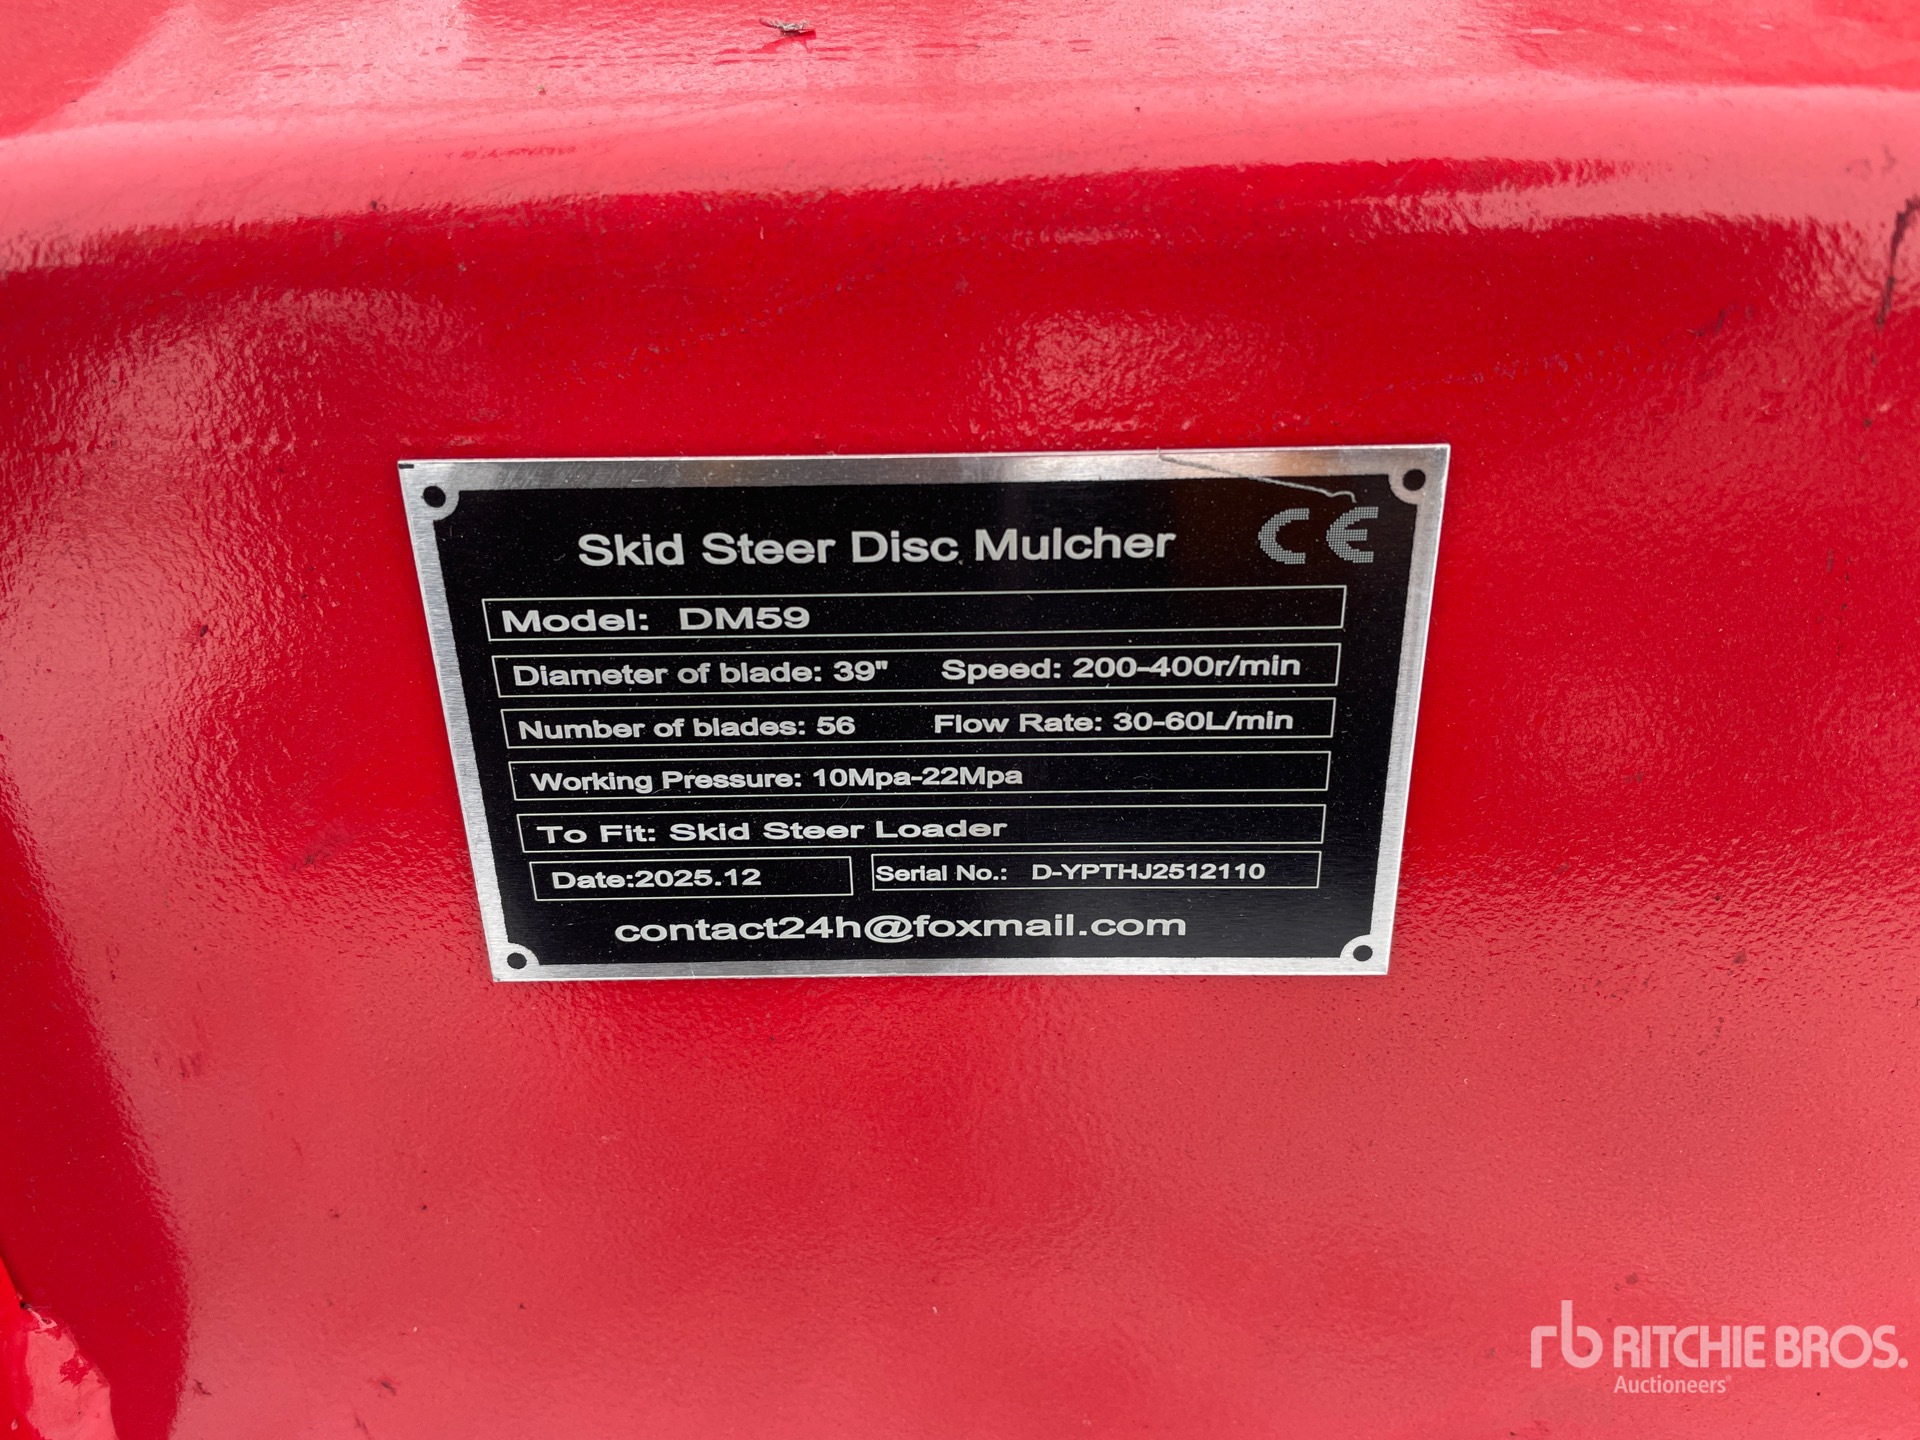 Skid Steer Disc Mulcher CE
Model: DM59
Diameter of blade: 39" Speed: 200-400r/min
Number of blades: 56 Flow Rate: 30-60L/min
Working Pressure: 10Mpa-22Mpa
To Fit: Skid Steer Loader
Date:2025.12 Serial No.: D-YPTHJ2512110
contact24h@foxmail.com
rb RITCHIE BROS.
Auctioneers